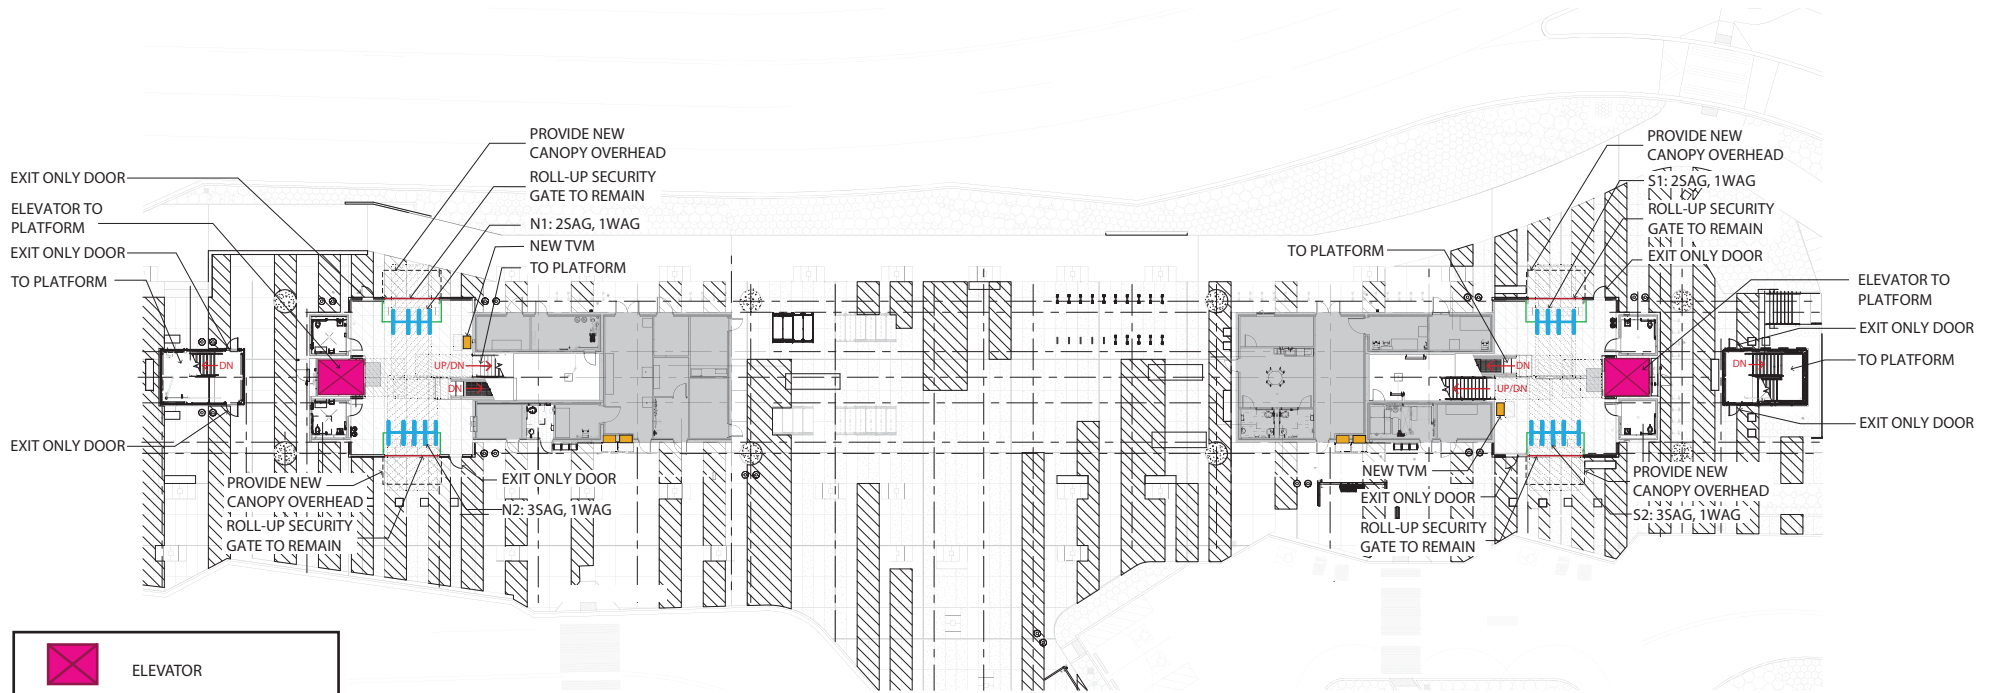 PROVIDE NEW
CANOPY OVERHEAD
ROLL-UP SECURITY
GATE TO REMAIN
N1: 2SAG, 1WAG
NEW TVM
TO PLATFORM
EXIT ONLY DOOR
ELEVATOR TO
PLATFORM
EXIT ONLY DOOR
TO PLATFORM
EXIT ONLY DOOR
DN
UP/DN
DN
PROVIDE NEW
CANOPY OVERHEAD
ROLL-UP SECURITY
GATE TO REMAIN
EXIT ONLY DOOR
N2: 3SAG, 1WAG
PROVIDE NEW
CANOPY OVERHEAD
S1: 2SAG, 1WAG
ROLL-UP SECURITY
GATE TO REMAIN
EXIT ONLY DOOR
TO PLATFORM
ELEVATOR TO
PLATFORM
EXIT ONLY DOOR
TO PLATFORM
EXIT ONLY DOOR
DN
UP/DN
DN
NEW TVM
EXIT ONLY DOOR
ROLL-UP SECURITY
GATE TO REMAIN
PROVIDE NEW
CANOPY OVERHEAD
S2: 3SAG, 1WAG
ELEVATOR